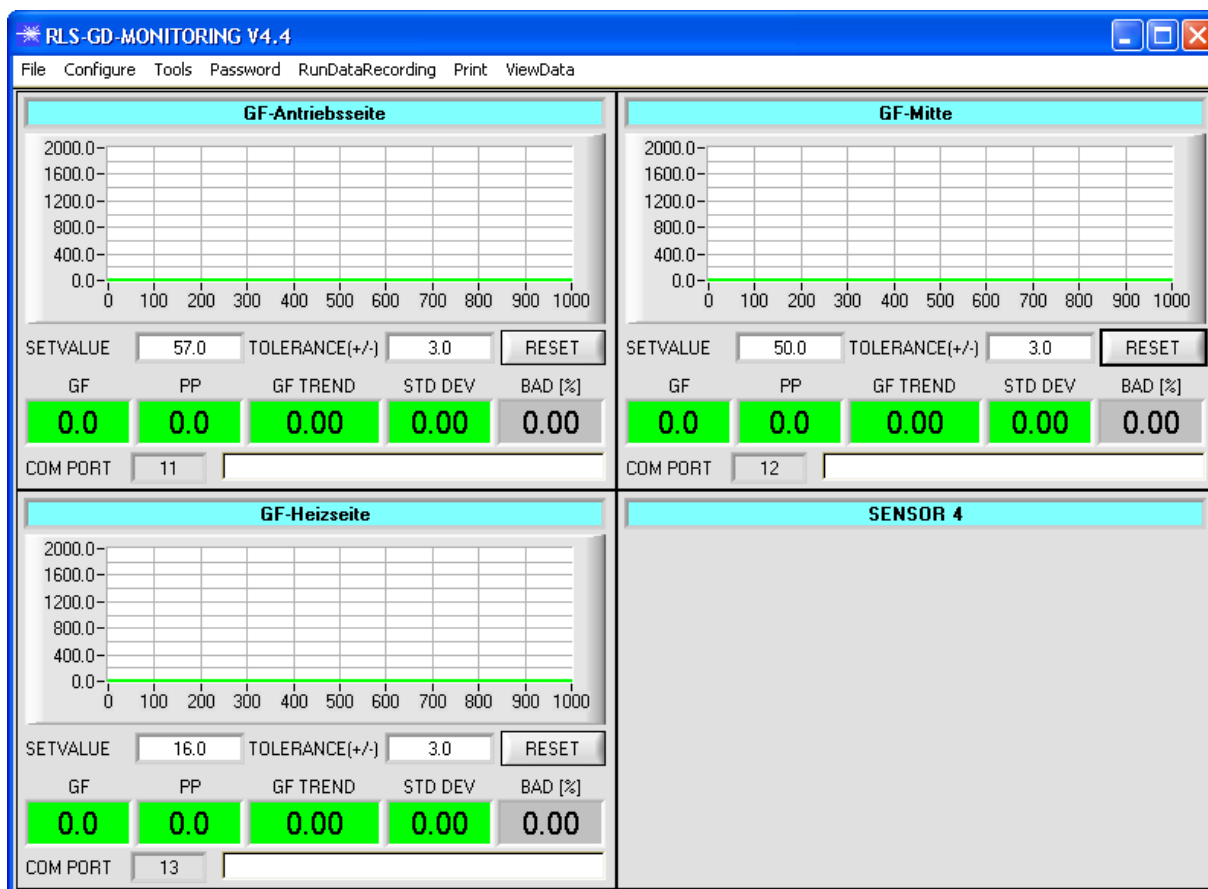 RLS-GD-MONITORING V4.4
File Configure Tools Password RunDataRecording Print ViewData
GF-Antriebsseite
2000.0
1600.0
1200.0
800.0
400.0
0.0
0 100 200 300 400 500 600 700 800 900 1000
SETVALUE 57.0 TOLERANCE(+/-) 3.0 RESET
GF PP GF TREND STD DEV BAD [%]
0.0 0.0 0.00 0.00 0.00
COM PORT 11
GF-Mitte
2000.0
1600.0
1200.0
800.0
400.0
0.0
0 100 200 300 400 500 600 700 800 900 1000
SETVALUE 50.0 TOLERANCE(+/-) 3.0 RESET
GF PP GF TREND STD DEV BAD [%]
0.0 0.0 0.00 0.00 0.00
COM PORT 12
GF-Heizseite
2000.0
1600.0
1200.0
800.0
400.0
0.0
0 100 200 300 400 500 600 700 800 900 1000
SETVALUE 16.0 TOLERANCE(+/-) 3.0 RESET
GF PP GF TREND STD DEV BAD [%]
0.0 0.0 0.00 0.00 0.00
COM PORT 13
SENSOR 4